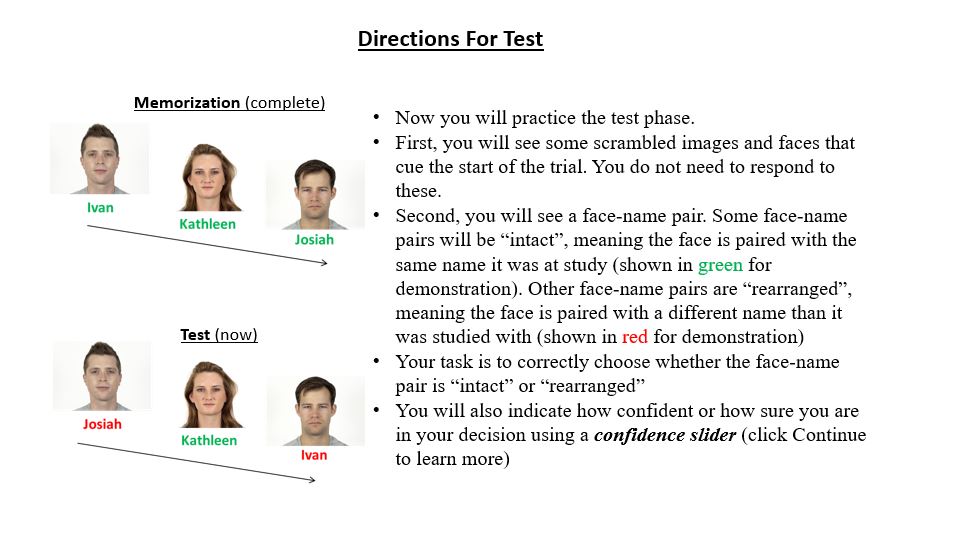 Directions For Test
Memorization (complete)
Ivan
Kathleen
Josiah
Test (now)
Josiah
Kathleen
Ivan
• Now you will practice the test phase.
• First, you will see some scrambled images and faces that
cue the start of the trial. You do not need to respond to
these.
• Second, you will see a face-name pair. Some face-name
pairs will be “intact”, meaning the face is paired with the
same name it was at study (shown in green for
demonstration). Other face-name pairs are “rearranged”,
meaning the face is paired with a different name than it
was studied with (shown in red for demonstration)
• Your task is to correctly choose whether the face-name
pair is “intact” or “rearranged”
• You will also indicate how confident or how sure you are
in your decision using a confidence slider (click Continue
to learn more)